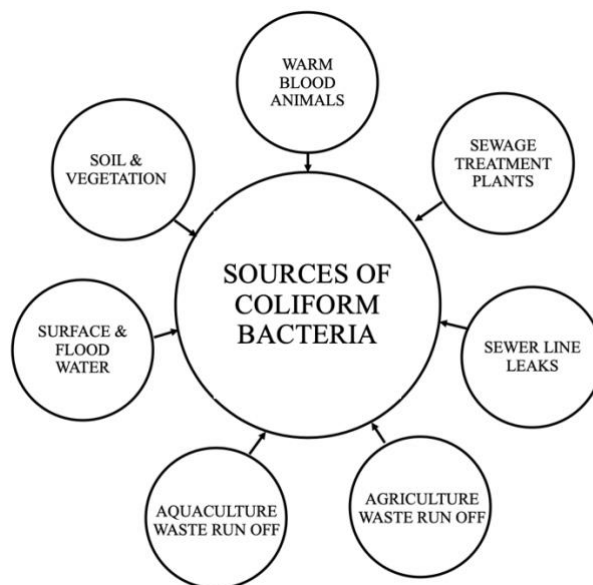 WARM
BLOOD
ANIMALS
SEWAGE
TREATMENT
PLANTS
SEWER LINE
LEAKS
AGRICULTURE
WASTE RUN OFF
AQUACULTURE
WASTE RUN OFF
SURFACE &
FLOOD
WATER
SOIL &
VEGETATION
SOURCES OF
COLIFORM
BACTERIA